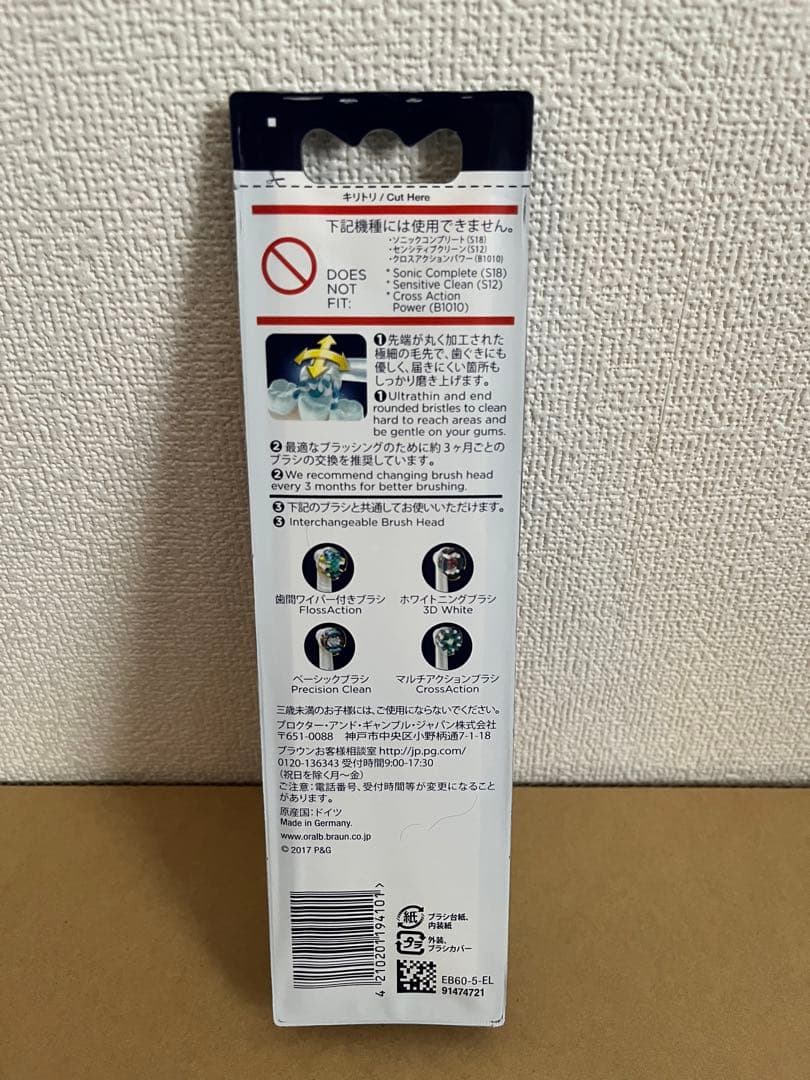 キリトリ / Cut Here
下記機種には使用できません。
・ソニックコンプリート(S18)
・センシティブクリーン(S12)
・クロスアクションパワー(B1010)
DOES
NOT
FIT:
* Sonic Complete (S18)
* Sensitive Clean (S12)
* Cross Action
Power (B1010)
❶先端が丸く加工された
極細の毛先で、歯ぐきにも
優しく、届きにくい箇所も
しっかり磨き上げます。
❶Ultrathin and end
rounded bristles to clean
hard to reach areas and
be gentle on your gums.
❷最適なブラッシングのために約3ヶ月ごとの
ブラシの交換を推奨しています。
❷We recommend changing brush head
every 3 months for better brushing.
❸下記のブラシと共通してお使いいただけます。
❸ Interchangeable Brush Head
歯間ワイパー付きブラシ
FlossAction
ホワイトニングブラシ
3D White
ベーシックブラシ
Precision Clean
マルチアクションブラシ
CrossAction
三歳未満のお子様には、ご使用にならないでください。
プロクター・アンド・ギャンブル・ジャパン株式会社
〒651-0088 神戸市中央区小野柄通7-1-18
ブラウンお客様相談室 http://jp.pg.com/
0120-136343 受付時間9:00-17:30
(祝日を除く月〜金)
ご注意:電話番号、受付時間等が変更になること
があります。
原産国:ドイツ
Made in Germany.
www.oralb.braun.co.jp
© 2017 P&G
4 210201 194101 >
紙
ブラシ台紙、
内装紙
プラ
外装、
ブラシカバー
EB60-5-EL
91474721